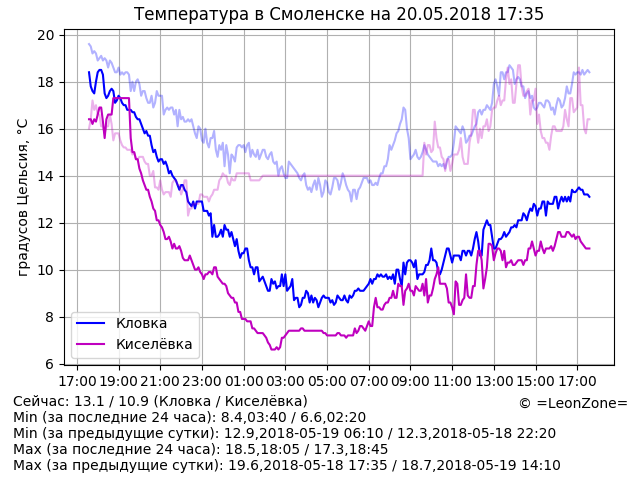 Температура в Смоленске на 20.05.2018 17:35
20
18
16
14
12
10
8
6
градусов Цельсия, °C
Кловка
Киселёвка
17:00 19:00 21:00 23:00 01:00 03:00 05:00 07:00 09:00 11:00 13:00 15:00 17:00
Сейчас: 13.1 / 10.9 (Кловка / Киселёвка)
© =LeonZone=
Min (за последние 24 часа): 8.4,03:40 / 6.6,02:20
Min (за предыдущие сутки): 12.9,2018-05-19 06:10 / 12.3,2018-05-18 22:20
Max (за последние 24 часа): 18.5,18:05 / 17.3,18:45
Max (за предыдущие сутки): 19.6,2018-05-18 17:35 / 18.7,2018-05-19 14:10